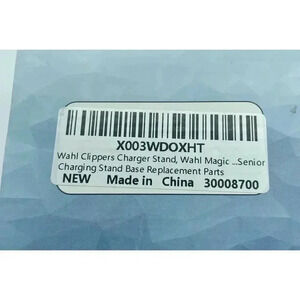 X003WDOXHT
Wahl Clippers Charger Stand, Wahl Magic ...Senior
Charging Stand Base Replacement Parts
NEW Made in China 30008700